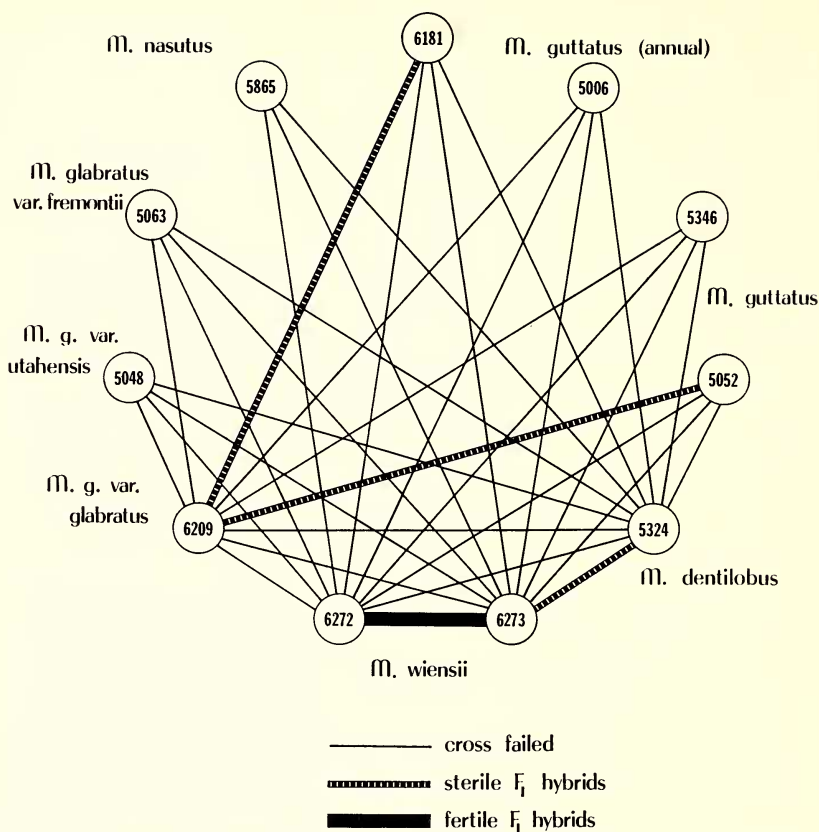 6181
M. nasutus
M. guttatus (annual)
5865
5006
M. glabratus
var. fremontii
5063
5346
M. guttatus
M. g. var.
utahensis
5048
5052
M. g. var.
glabratus
6209
5324
M. dentilobus
6272
6273
M. wiensii
cross failed
sterile F₁ hybrids
fertile F₁ hybrids